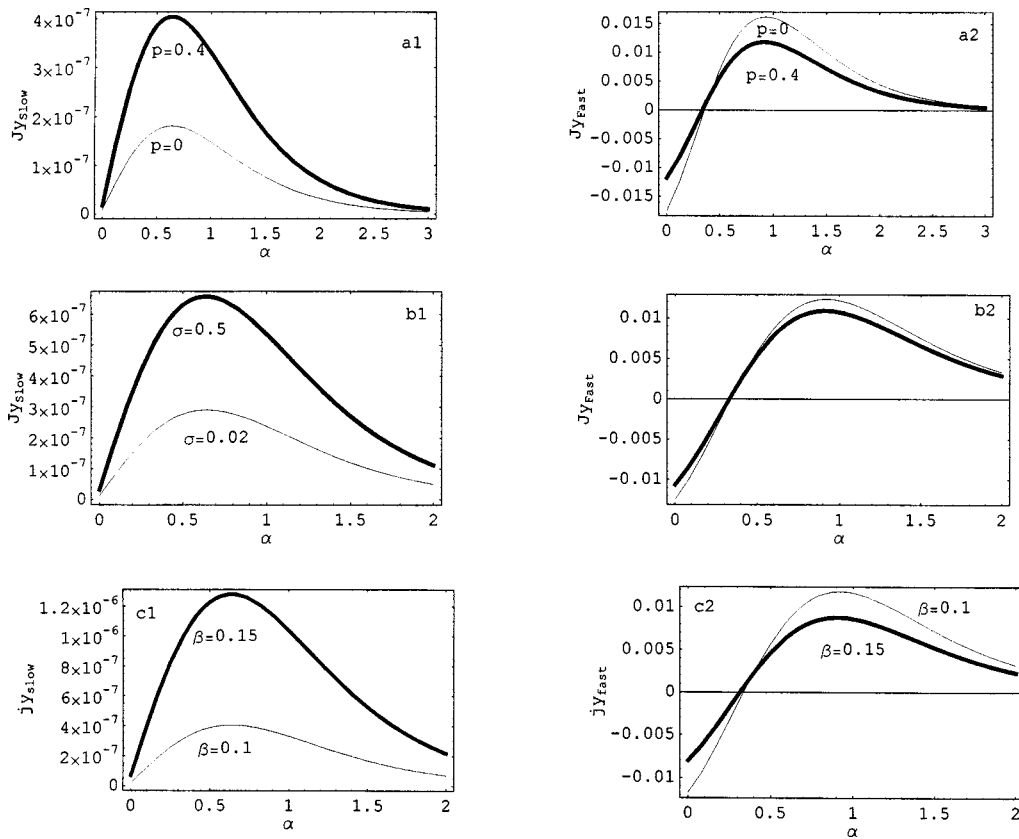 4×10⁻⁷
3×10⁻⁷
2×10⁻⁷
1×10⁻⁷
0
Jy_Slow
p=0.4
p=0
a1
0 0.5 1 1.5 2 2.5 3
α
0.015
0.01
0.005
0
-0.005
-0.01
-0.015
Jy_Fast
p=0
p=0.4
a2
0 0.5 1 1.5 2 2.5 3
α
6×10⁻⁷
5×10⁻⁷
4×10⁻⁷
3×10⁻⁷
2×10⁻⁷
1×10⁻⁷
0
Jy_Slow
σ=0.5
σ=0.02
b1
0 0.5 1 1.5 2
α
0.01
0.005
0
-0.005
-0.01
Jy_Fast
b2
0 0.5 1 1.5 2
α
1.2×10⁻⁶
1×10⁻⁶
8×10⁻⁷
6×10⁻⁷
4×10⁻⁷
2×10⁻⁷
0
jy_slow
c1
β=0.15
β=0.1
0 0.5 1 1.5 2
α
0.01
0.005
0
-0.005
-0.01
jy_fast
c2
β=0.1
β=0.15
0 0.5 1 1.5 2
α